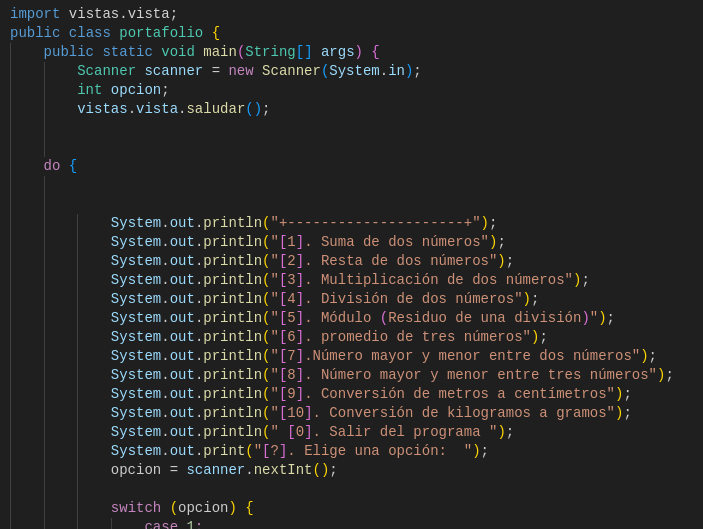 import vistas.vista;
public class portafolio {
public static void main(String[] args) {
Scanner scanner = new Scanner(System.in);
int opcion;
vistas.vista.saludar();
do {
System.out.println("+---------------------+");
System.out.println("[1]. Suma de dos números");
System.out.println("[2]. Resta de dos números");
System.out.println("[3]. Multiplicación de dos números");
System.out.println("[4]. División de dos números");
System.out.println("[5]. Módulo (Residuo de una división)");
System.out.println("[6]. promedio de tres números");
System.out.println("[7].Número mayor y menor entre dos números");
System.out.println("[8]. Número mayor y menor entre tres números");
System.out.println("[9]. Conversión de metros a centímetros");
System.out.println("[10]. Conversión de kilogramos a gramos");
System.out.println(" [0]. Salir del programa ");
System.out.print("[?]. Elige una opción:  ");
opcion = scanner.nextInt();
switch (opcion) {
case 1: